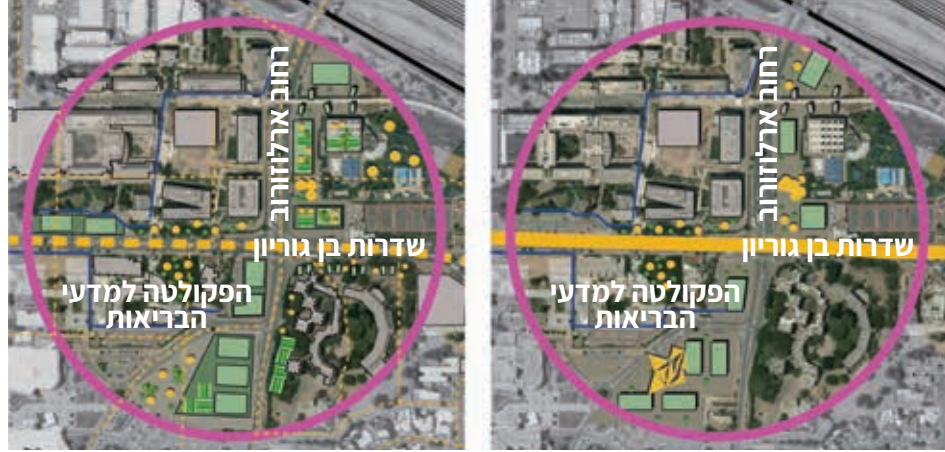 רחוב ארלוזורוב
שדרות בן גוריון
הפקולטה למדעי
הבריאות
רחוב ארלוזורוב
שדרות בן גוריון
הפקולטה למדעי
הבריאות